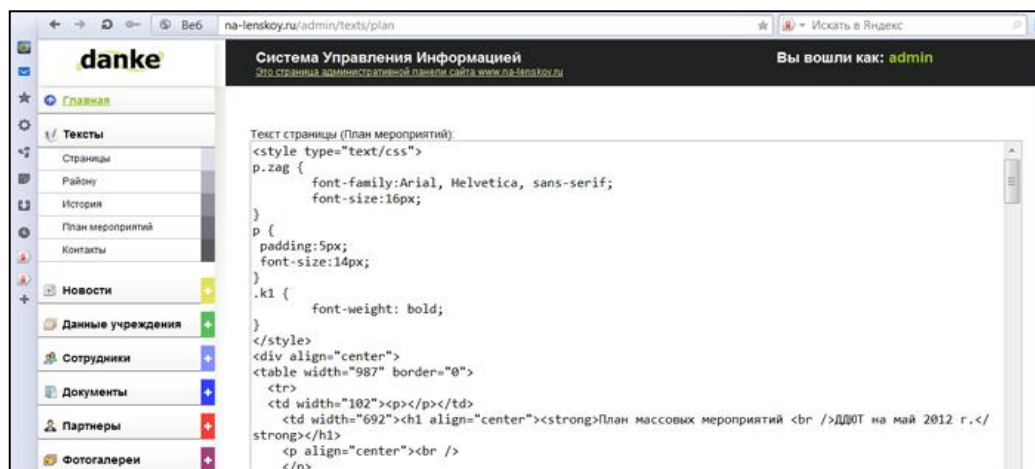 Веб
na-lenskoy.ru/admin/texts/plan
Искать в Яндекс
danke
Система Управления Информацией
Это страница административной панели сайта www.na-lenskoy.ru
Вы вошли как: admin
Главная
Тексты
Страницы
Району
История
План мероприятий
Контакты
Новости
Данные учреждения
Сотрудники
Документы
Партнеры
Фотогалереи
Текст страницы (План мероприятий):
<style type="text/css">
p.zag {
font-family:Arial, Helvetica, sans-serif;
font-size:16px;
}
p {
padding:5px;
font-size:14px;
}
.k1 {
font-weight: bold;
}
</style>
<div align="center">
<table width="987" border="0">
<tr>
<td width="102"><p></p></td>
<td width="692"><h1 align="center"><strong>План массовых мероприятий <br />ДДЮТ на май 2012 г.</
strong></h1>
<p align="center"><br />
</p>